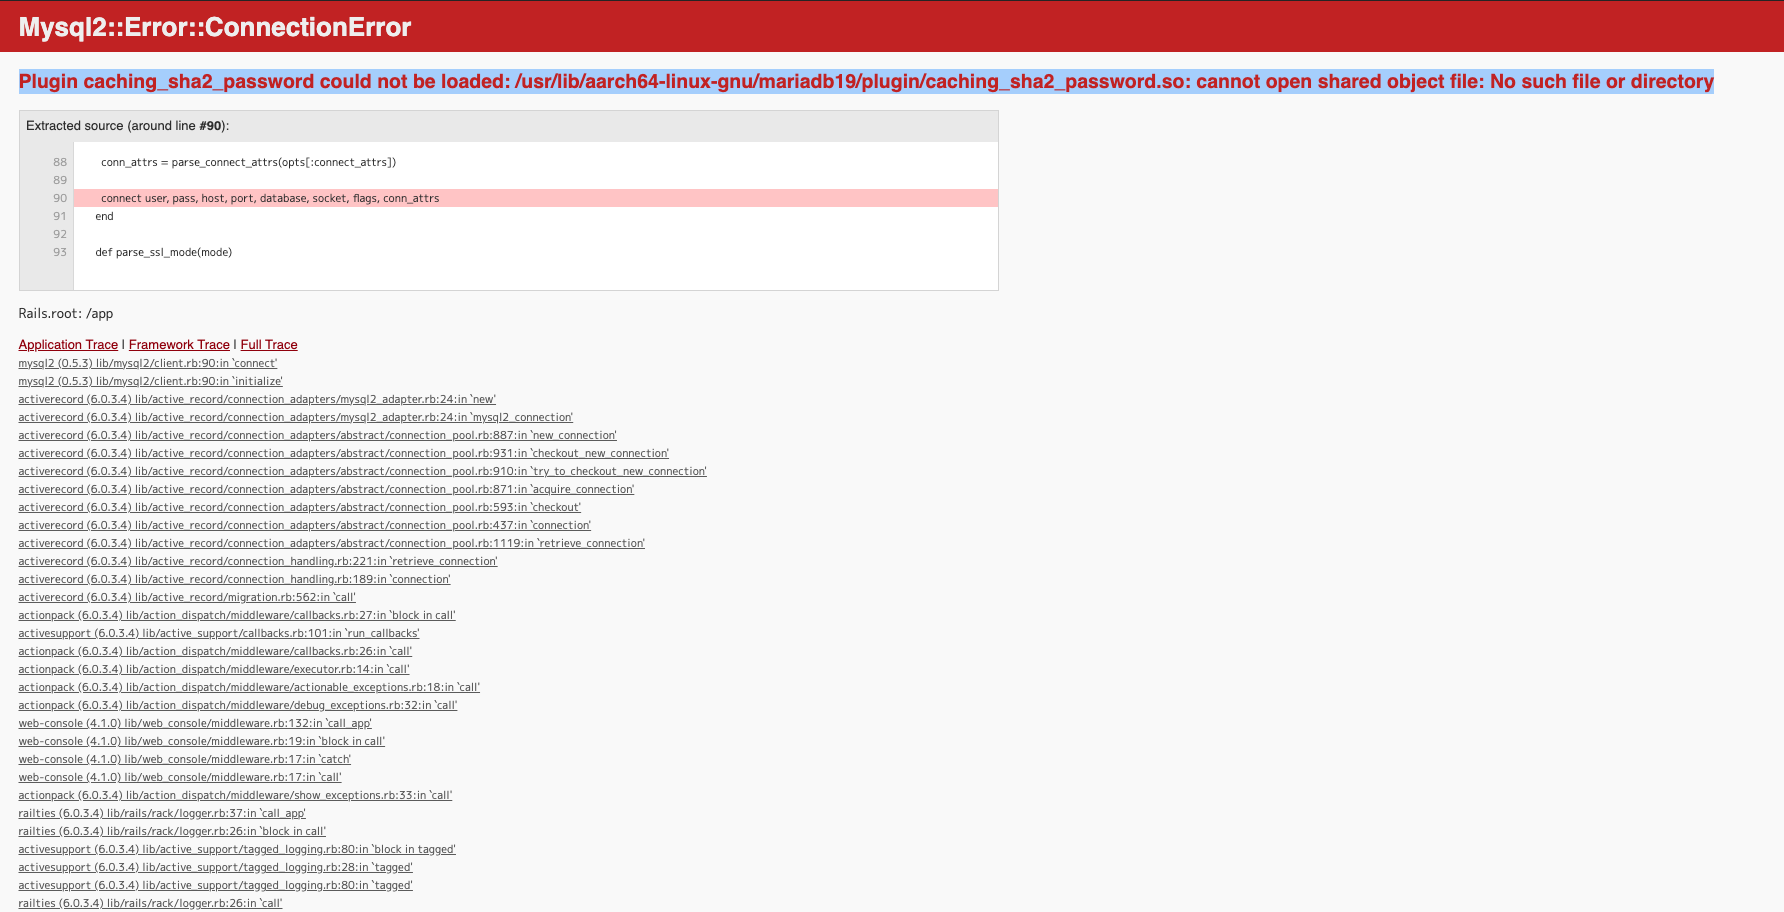 Mysql2::Error::ConnectionError
Plugin caching_sha2_password could not be loaded: /usr/lib/aarch64-linux-gnu/mariadb19/plugin/caching_sha2_password.so: cannot open shared object file: No such file or directory
Extracted source (around line #90):
88 conn_attrs = parse_connect_attrs(opts[:connect_attrs])
89
90 connect user, pass, host, port, database, socket, flags, conn_attrs
91 end
92
93 def parse_ssl_mode(mode)
Rails.root: /app
Application Trace | Framework Trace | Full Trace
mysql2 (0.5.3) lib/mysql2/client.rb:90:in `connect'
mysql2 (0.5.3) lib/mysql2/client.rb:90:in `initialize'
activerecord (6.0.3.4) lib/active_record/connection_adapters/mysql2_adapter.rb:24:in `new'
activerecord (6.0.3.4) lib/active_record/connection_adapters/mysql2_adapter.rb:24:in `mysql2_connection'
activerecord (6.0.3.4) lib/active_record/connection_adapters/abstract/connection_pool.rb:887:in `new_connection'
activerecord (6.0.3.4) lib/active_record/connection_adapters/abstract/connection_pool.rb:931:in `checkout_new_connection'
activerecord (6.0.3.4) lib/active_record/connection_adapters/abstract/connection_pool.rb:910:in `try_to_checkout_new_connection'
activerecord (6.0.3.4) lib/active_record/connection_adapters/abstract/connection_pool.rb:871:in `acquire_connection'
activerecord (6.0.3.4) lib/active_record/connection_adapters/abstract/connection_pool.rb:593:in `checkout'
activerecord (6.0.3.4) lib/active_record/connection_adapters/abstract/connection_pool.rb:437:in `connection'
activerecord (6.0.3.4) lib/active_record/connection_adapters/abstract/connection_pool.rb:1119:in `retrieve_connection'
activerecord (6.0.3.4) lib/active_record/connection_handling.rb:221:in `retrieve_connection'
activerecord (6.0.3.4) lib/active_record/connection_handling.rb:189:in `connection'
activerecord (6.0.3.4) lib/active_record/migration.rb:562:in `call'
actionpack (6.0.3.4) lib/action_dispatch/middleware/callbacks.rb:27:in `block in call'
activesupport (6.0.3.4) lib/active_support/callbacks.rb:101:in `run_callbacks'
actionpack (6.0.3.4) lib/action_dispatch/middleware/callbacks.rb:26:in `call'
actionpack (6.0.3.4) lib/action_dispatch/middleware/executor.rb:14:in `call'
actionpack (6.0.3.4) lib/action_dispatch/middleware/actionable_exceptions.rb:18:in `call'
actionpack (6.0.3.4) lib/action_dispatch/middleware/debug_exceptions.rb:32:in `call'
web-console (4.1.0) lib/web_console/middleware.rb:132:in `call_app'
web-console (4.1.0) lib/web_console/middleware.rb:19:in `block in call'
web-console (4.1.0) lib/web_console/middleware.rb:17:in `catch'
web-console (4.1.0) lib/web_console/middleware.rb:17:in `call'
actionpack (6.0.3.4) lib/action_dispatch/middleware/show_exceptions.rb:33:in `call'
railties (6.0.3.4) lib/rails/rack/logger.rb:37:in `call_app'
railties (6.0.3.4) lib/rails/rack/logger.rb:26:in `block in call'
activesupport (6.0.3.4) lib/active_support/tagged_logging.rb:80:in `block in tagged'
activesupport (6.0.3.4) lib/active_support/tagged_logging.rb:28:in `tagged'
activesupport (6.0.3.4) lib/active_support/tagged_logging.rb:80:in `tagged'
railties (6.0.3.4) lib/rails/rack/logger.rb:26:in `call'